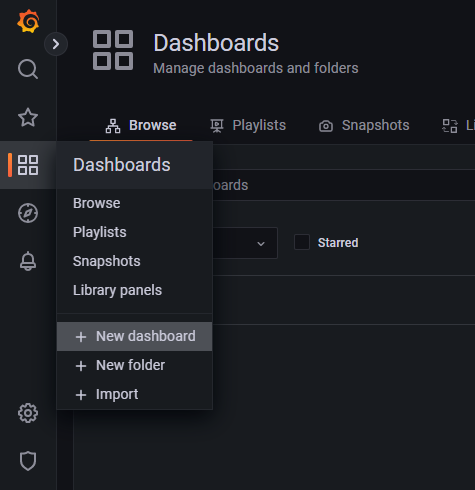 Dashboards
Manage dashboards and folders
Browse
Playlists
Snapshots
Dashboards
Starred
Browse
Playlists
Snapshots
Library panels
+ New dashboard
+ New folder
+ Import